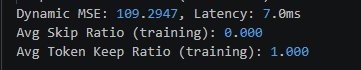 Dynamic MSE: 109.2947, Latency: 7.0ms
Avg Skip Ratio (training): 0.000
Avg Token Keep Ratio (training): 1.000